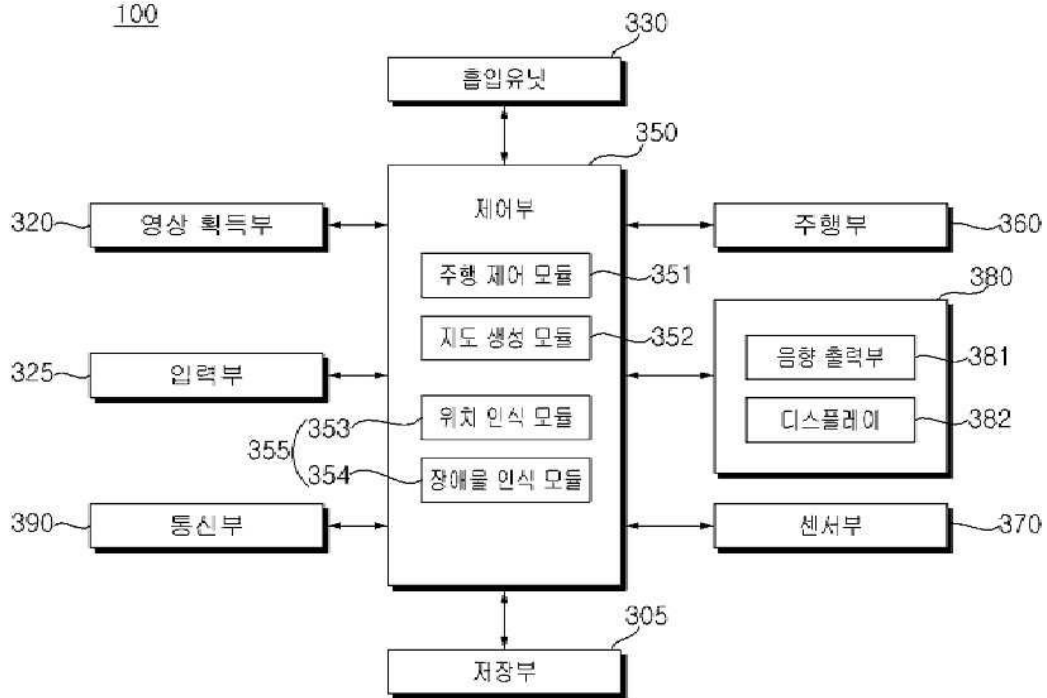 100
330
흡입유닛
350
제어부
320 영상 획득부
주행부 360
주행 제어 모듈 351
지도 생성 모듈 352
380
음향 출력부 381
325 입력부
디스플레이 382
353 위치 인식 모듈
355
354 장애물 인식 모듈
390 통신부
센서부 370
305
저장부